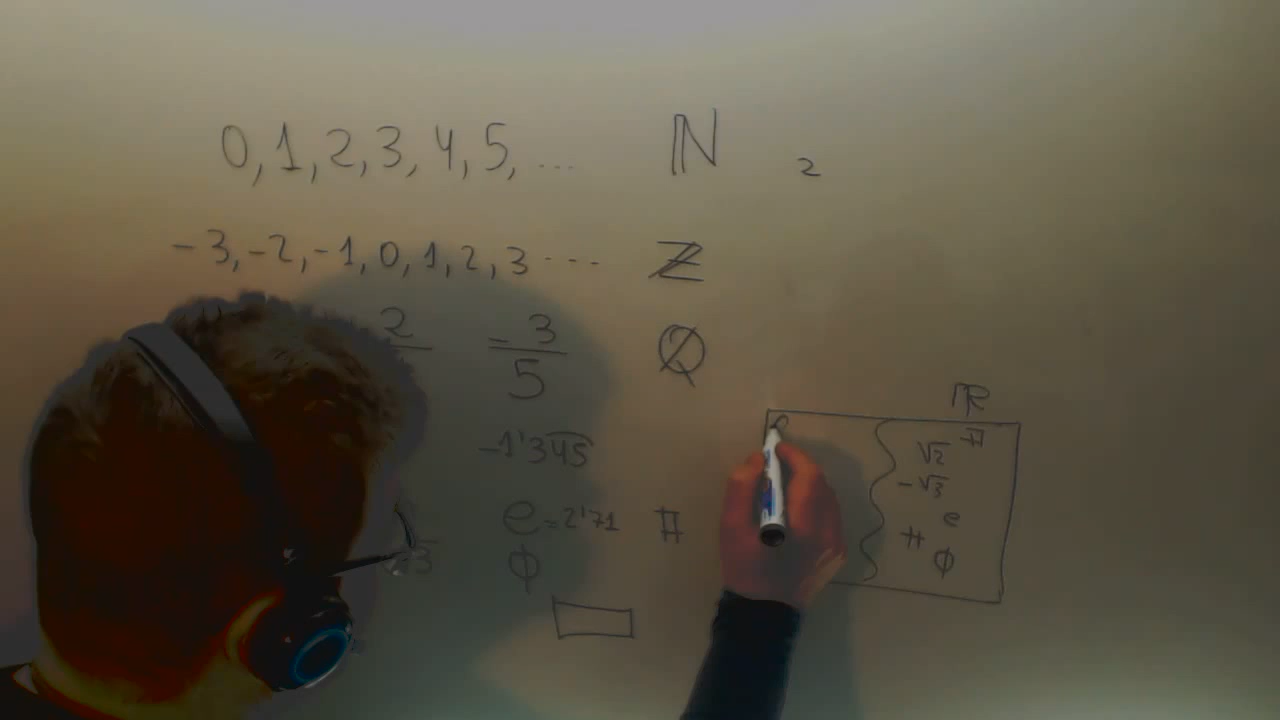 0, 1, 2, 3, 4, 5, ... ℕ 2
-3, -2, -1, 0, 1, 2, 3 ... ℤ
2 -3/5 ℚ
-1'345
e = 2'71 𝕀
√3 ϕ
ℝ
𝕀
√2
-√3
e
ϕ